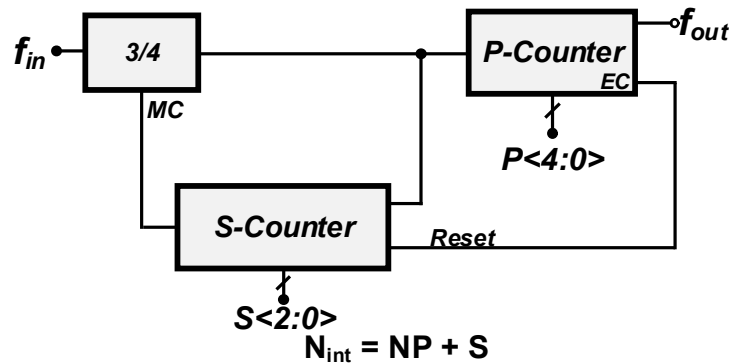 f_in
3/4
P-Counter
f_out
EC
MC
P<4:0>
S-Counter
Reset
S<2:0>
N_int = NP + S